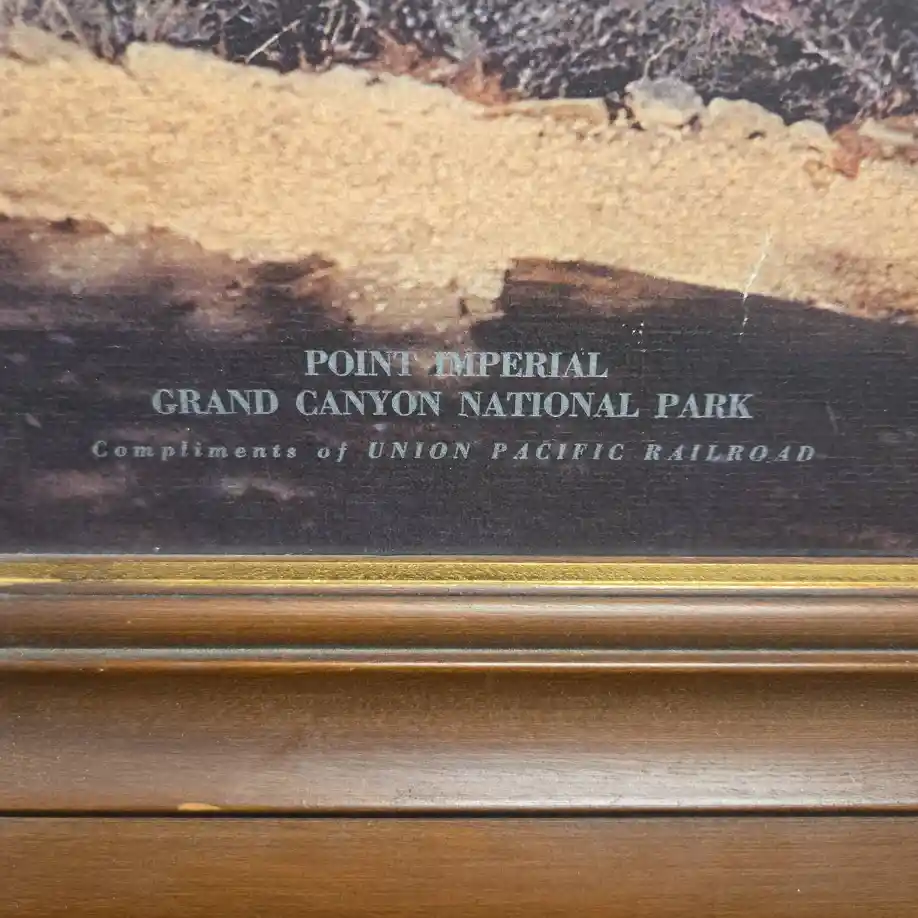 POINT IMPERIAL
GRAND CANYON NATIONAL PARK
Compliments of UNION PACIFIC RAILROAD